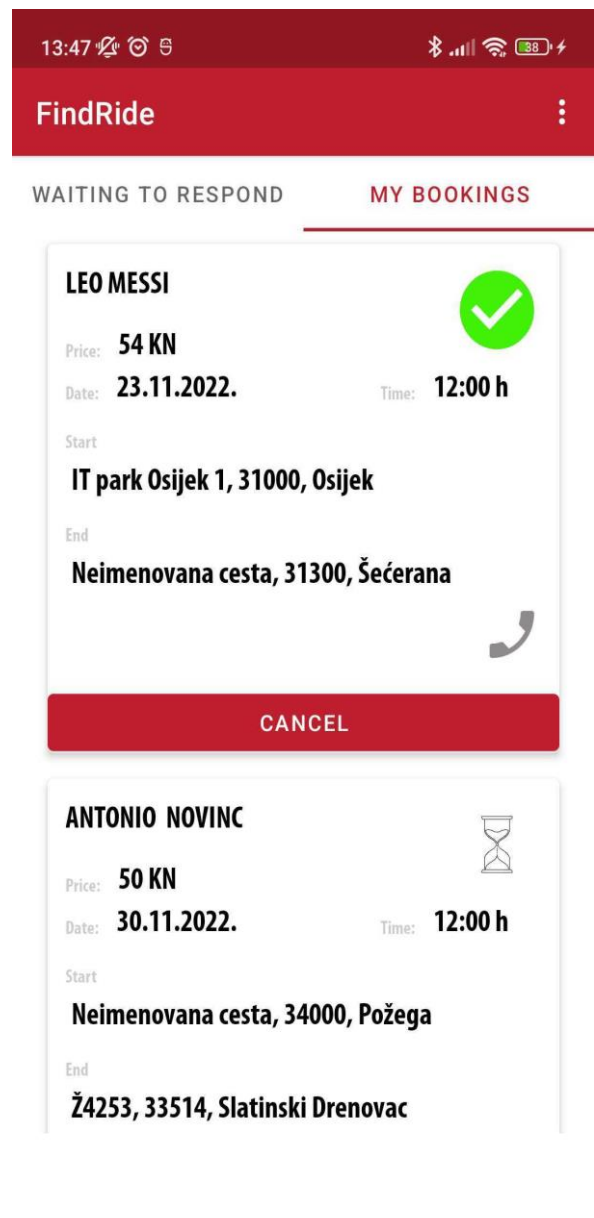 13:47 38
FindRide
WAITING TO RESPOND MY BOOKINGS
LEO MESSI
Price: 54 KN
Date: 23.11.2022. Time: 12:00 h
Start
IT park Osijek 1, 31000, Osijek
End
Neimenovana cesta, 31300, Šećerana
CANCEL
ANTONIO NOVINC
Price: 50 KN
Date: 30.11.2022. Time: 12:00 h
Start
Neimenovana cesta, 34000, Požega
End
Ž4253, 33514, Slatinski Drenovac